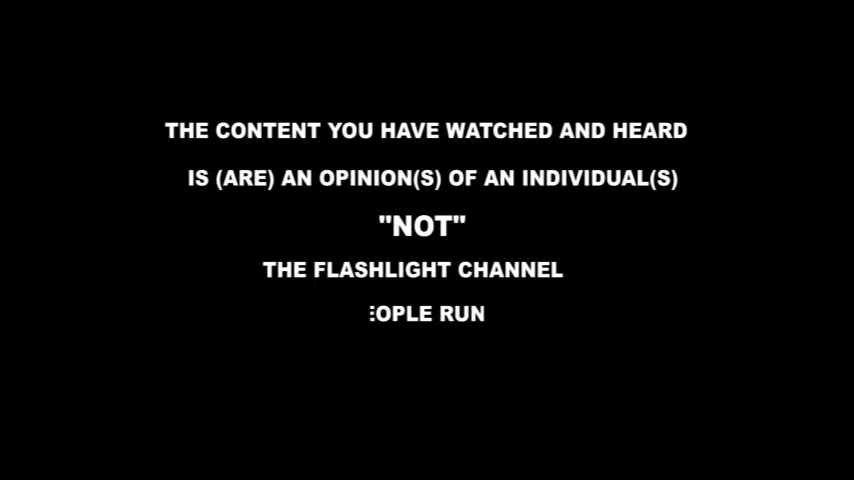 THE CONTENT YOU HAVE WATCHED AND HEARD
IS (ARE) AN OPINION(S) OF AN INDIVIDUAL(S)
"NOT"
THE FLASHLIGHT CHANNEL
RUN